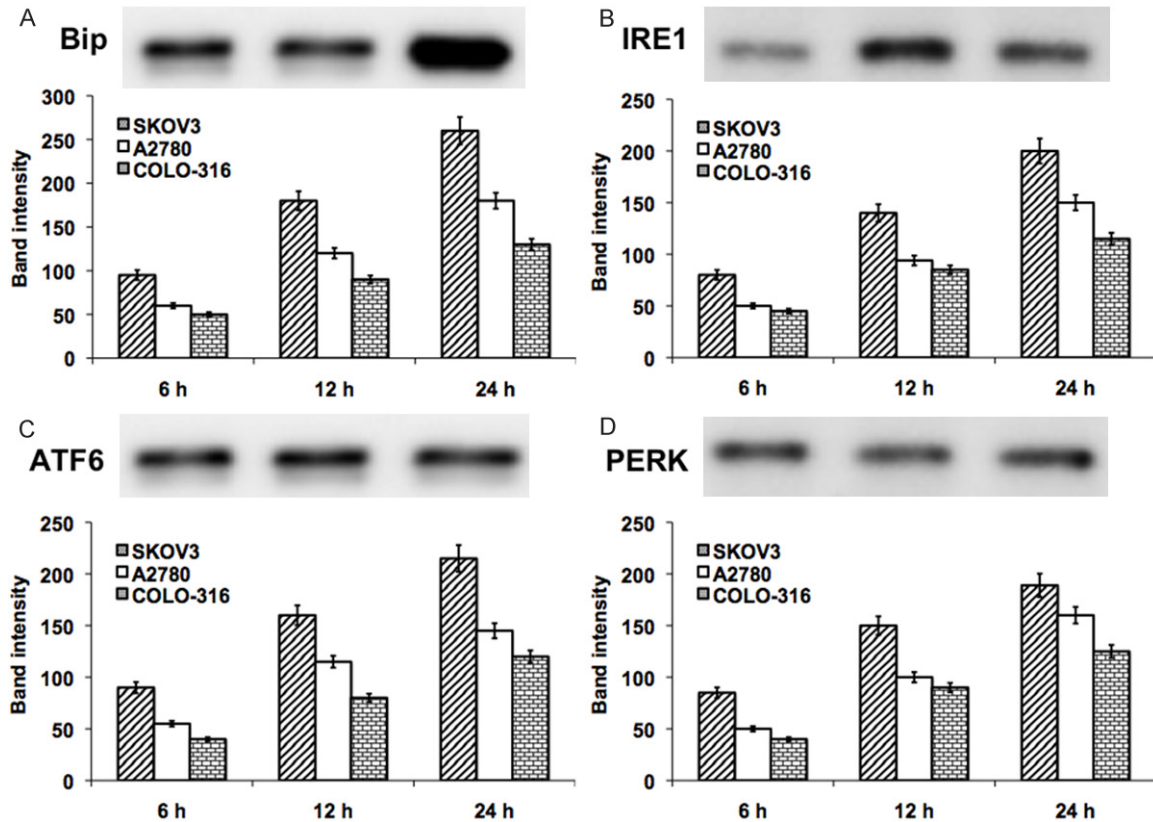 A
Bip
300
250
200
150
100
50
0
Band intensity
SKOV3
A2780
COLO-316
6 h 12 h 24 h
B
IRE1
250
200
150
100
50
0
Band intensity
SKOV3
A2780
COLO-316
6 h 12 h 24 h
C
ATF6
250
200
150
100
50
0
Band intensity
SKOV3
A2780
COLO-316
6 h 12 h 24 h
D
PERK
250
200
150
100
50
0
Band intensity
SKOV3
A2780
COLO-316
6 h 12 h 24 h